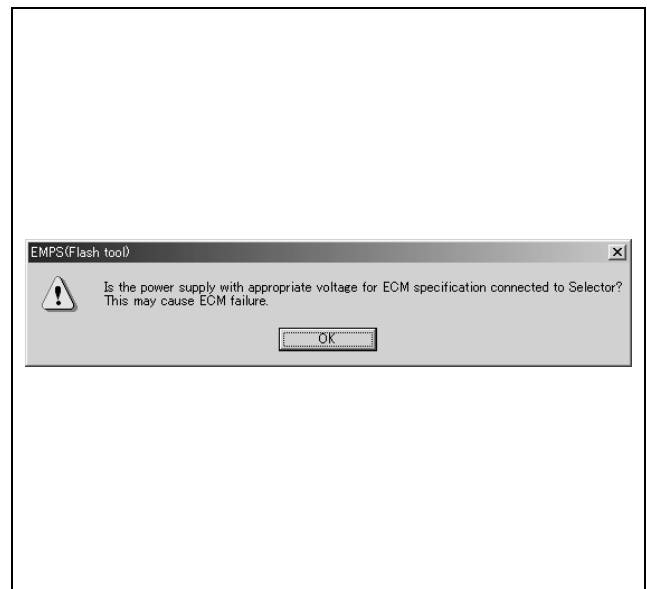 EMPS(Flash tool)
Is the power supply with appropriate voltage for ECM specification connected to Selector?
This may cause ECM failure.
OK